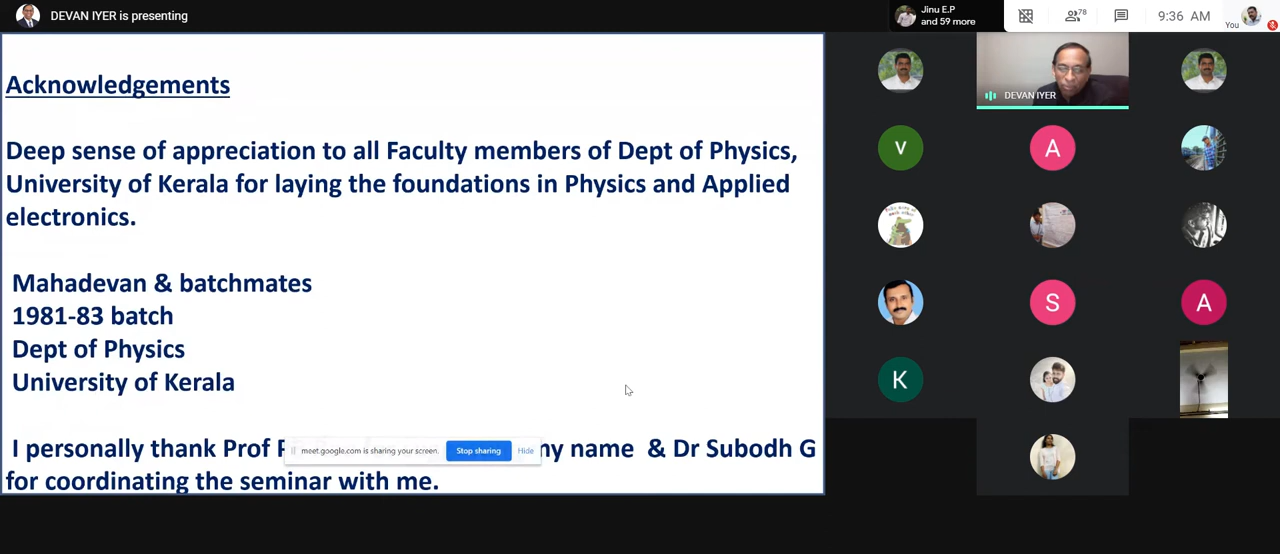 DEVAN IYER is presenting
Jinu E.P
and 59 more
78
9:36 AM
You
Acknowledgements
Deep sense of appreciation to all Faculty members of Dept of Physics,
University of Kerala for laying the foundations in Physics and Applied
electronics.
Mahadevan & batchmates
1981-83 batch
Dept of Physics
University of Kerala
I personally thank Prof my name & Dr Subodh G
for coordinating the seminar with me.
meet.google.com is sharing your screen.
Stop sharing
Hide
DEVAN IYER
V
A
S
A
K